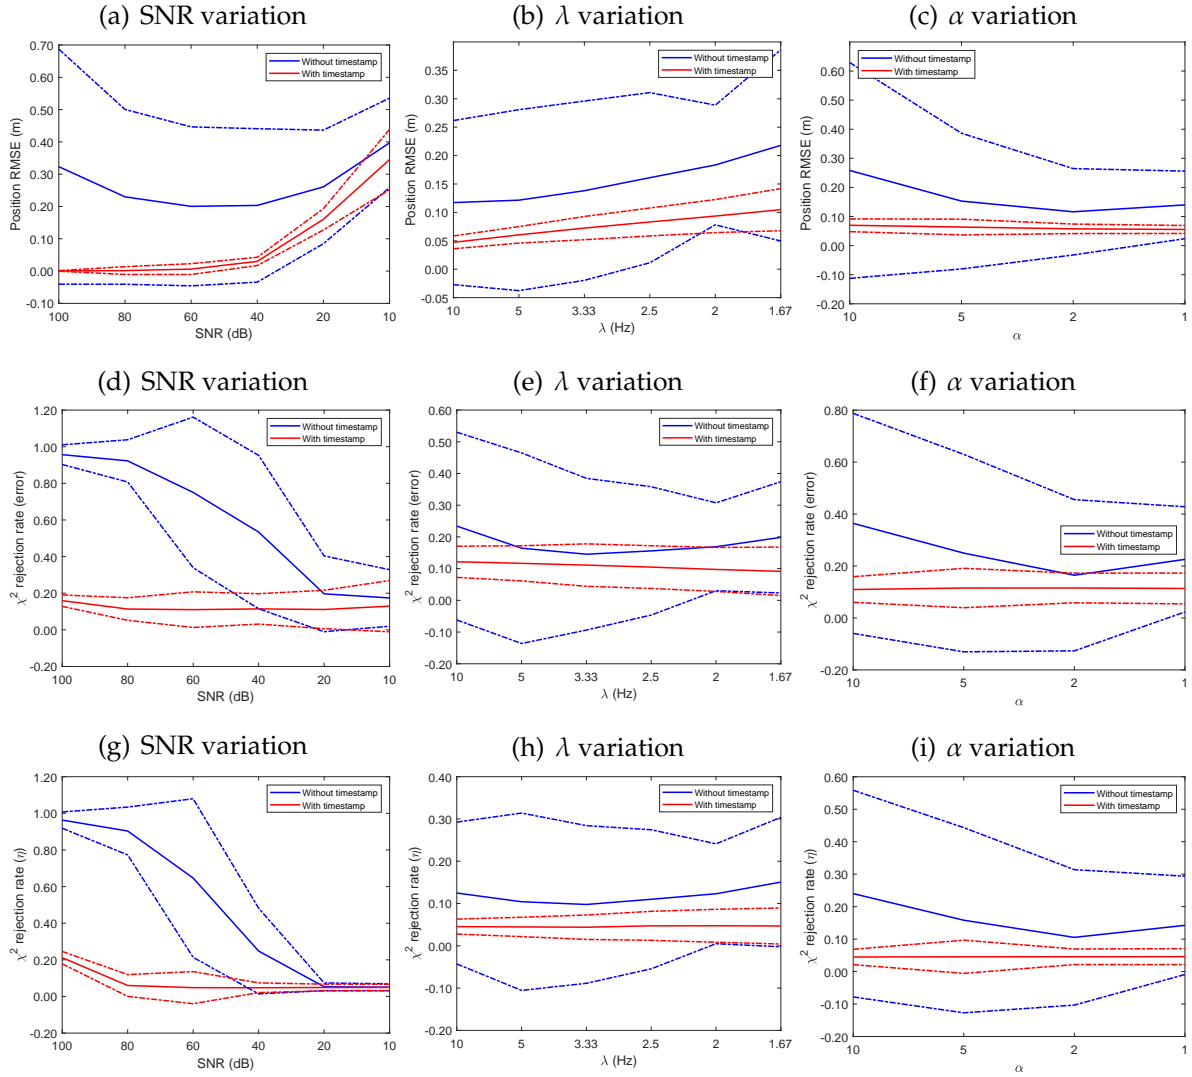 (a) SNR variation
(b) λ variation
(c) α variation
0.70
0.60
0.50
0.40
0.30
0.20
0.10
0.00
-0.10
Position RMSE (m)
Without timestamp
With timestamp
100 80 60 40 20 10
SNR (dB)
0.35
0.30
0.25
0.20
0.15
0.10
0.05
0.00
-0.05
Position RMSE (m)
Without timestamp
With timestamp
10 5 3.33 2.5 2 1.67
λ (Hz)
0.60
0.50
0.40
0.30
0.20
0.10
0.00
-0.10
-0.20
Position RMSE (m)
Without timestamp
With timestamp
10 5 2 1
α
(d) SNR variation
(e) λ variation
(f) α variation
1.20
1.00
0.80
0.60
0.40
0.20
0.00
-0.20
χ² rejection rate (error)
Without timestamp
With timestamp
100 80 60 40 20 10
SNR (dB)
0.60
0.50
0.40
0.30
0.20
0.10
0.00
-0.10
-0.20
χ² rejection rate (error)
Without timestamp
With timestamp
10 5 3.33 2.5 2 1.67
λ (Hz)
0.80
0.60
0.40
0.20
0.00
-0.20
χ² rejection rate (error)
Without timestamp
With timestamp
10 5 2 1
α
(g) SNR variation
(h) λ variation
(i) α variation
1.20
1.00
0.80
0.60
0.40
0.20
0.00
-0.20
χ² rejection rate (η)
Without timestamp
With timestamp
100 80 60 40 20 10
SNR (dB)
0.40
0.30
0.20
0.10
0.00
-0.10
-0.20
χ² rejection rate (η)
Without timestamp
With timestamp
10 5 3.33 2.5 2 1.67
λ (Hz)
0.60
0.50
0.40
0.30
0.20
0.10
0.00
-0.10
-0.20
χ² rejection rate (η)
Without timestamp
With timestamp
10 5 2 1
α